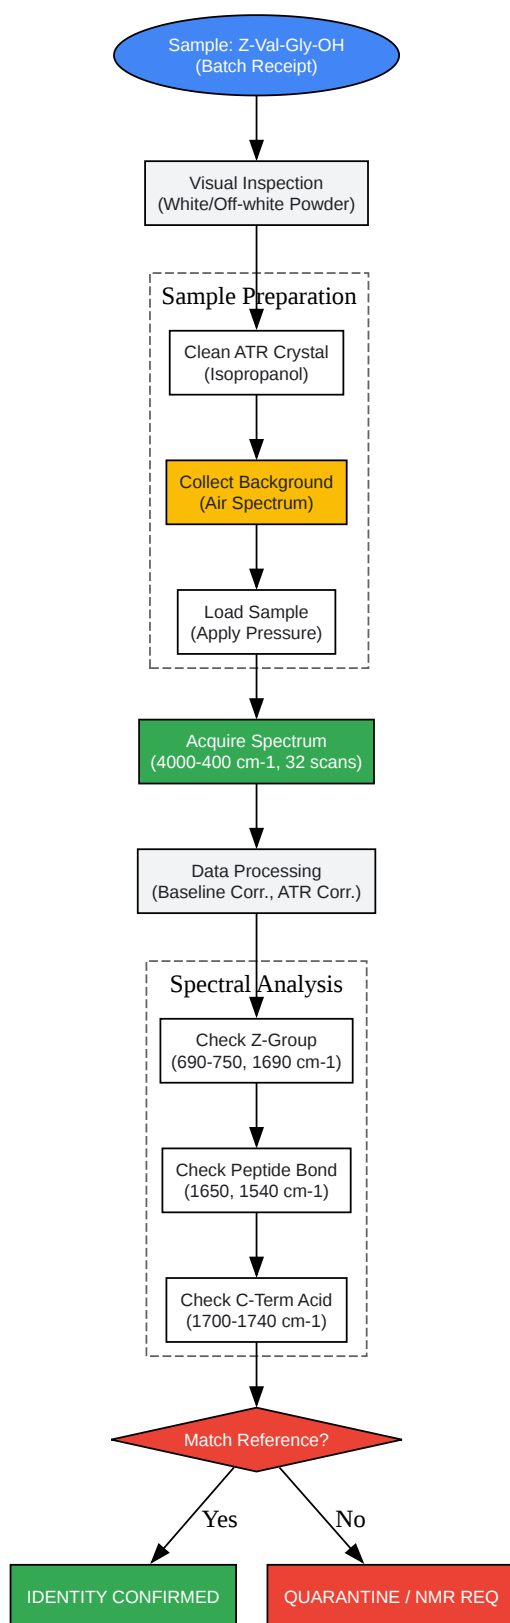 Sample: Z-Val-Gly-OH
(Batch Receipt)
Visual Inspection
(White/Off-white Powder)
Sample Preparation
Clean ATR Crystal
(Isopropanol)
Collect Background
(Air Spectrum)
Load Sample
(Apply Pressure)
Acquire Spectrum
(4000-400 cm-1, 32 scans)
Data Processing
(Baseline Corr., ATR Corr.)
Spectral Analysis
Check Z-Group
(690-750, 1690 cm-1)
Check Peptide Bond
(1650, 1540 cm-1)
Check C-Term Acid
(1700-1740 cm-1)
Match Reference?
Yes
No
IDENTITY CONFIRMED
QUARANTINE / NMR REQ